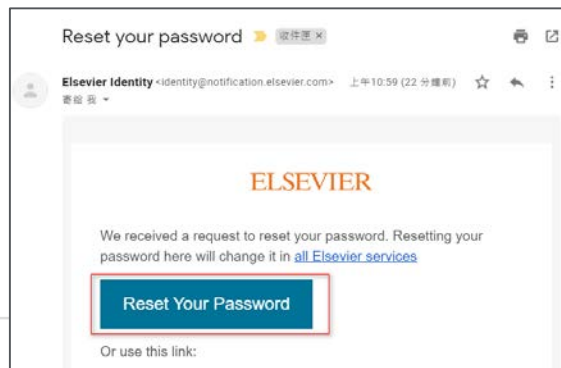 Reset your password 收件匣 ×
Elsevier Identity <identity@notification.elsevier.com> 上午10:59 (22 分鐘前)
寄給 我
ELSEVIER
We received a request to reset your password. Resetting your
password here will change it in all Elsevier services
Reset Your Password
Or use this link: